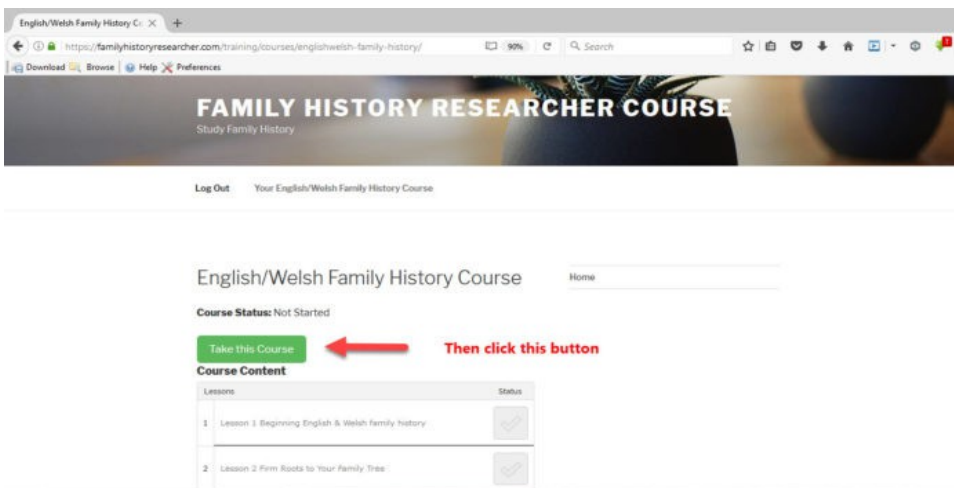 English/Welsh Family History Co
https://familyhistoryresearcher.com/training/courses/englishwelsh-family-history/
90%
Search
Download
Browse
Help
Preferences
FAMILY HISTORY RESEARCHER COURSE
Study Family History
Log Out
Your English/Welsh Family History Course
English/Welsh Family History Course
Home
Course Status: Not Started
Take this Course
Then click this button
Course Content
Lessons
Status
1 Lesson 1 Beginning English & Welsh family history
2 Lesson 2 Firm Roots to Your Family Tree